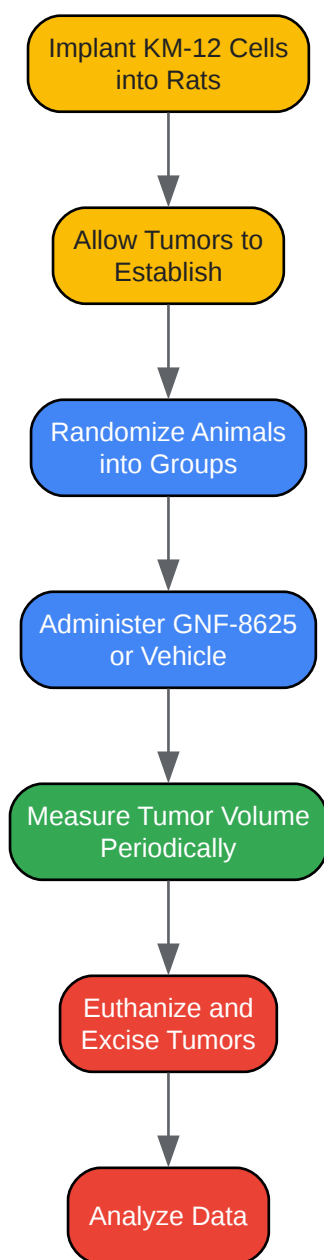 Implant KM-12 Cells
into Rats
Allow Tumors to
Establish
Randomize Animals
into Groups
Administer GNF-8625
or Vehicle
Measure Tumor Volume
Periodically
Euthanize and
Excise Tumors
Analyze Data